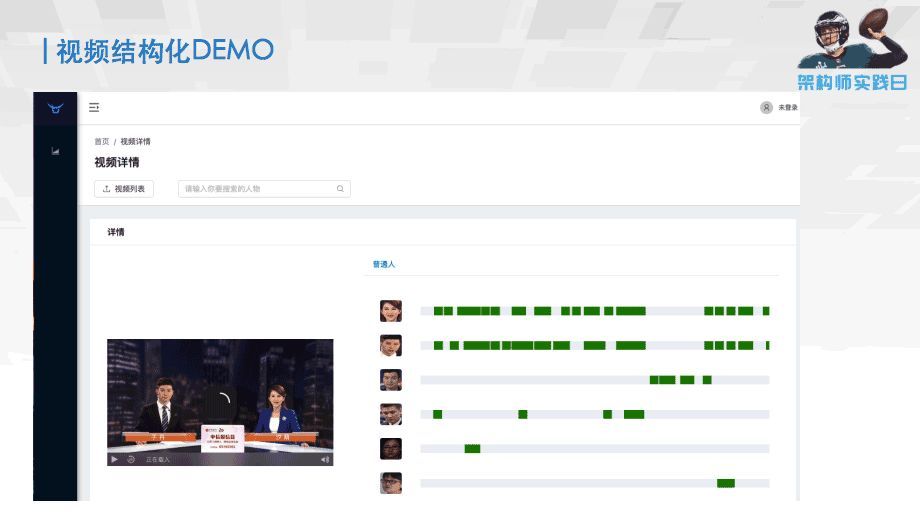 视频结构化DEMO
架构师实践日
未登录
首页 / 视频详情
视频详情
视频列表
请输入你要搜索的人物
详情
普通人
正在载入